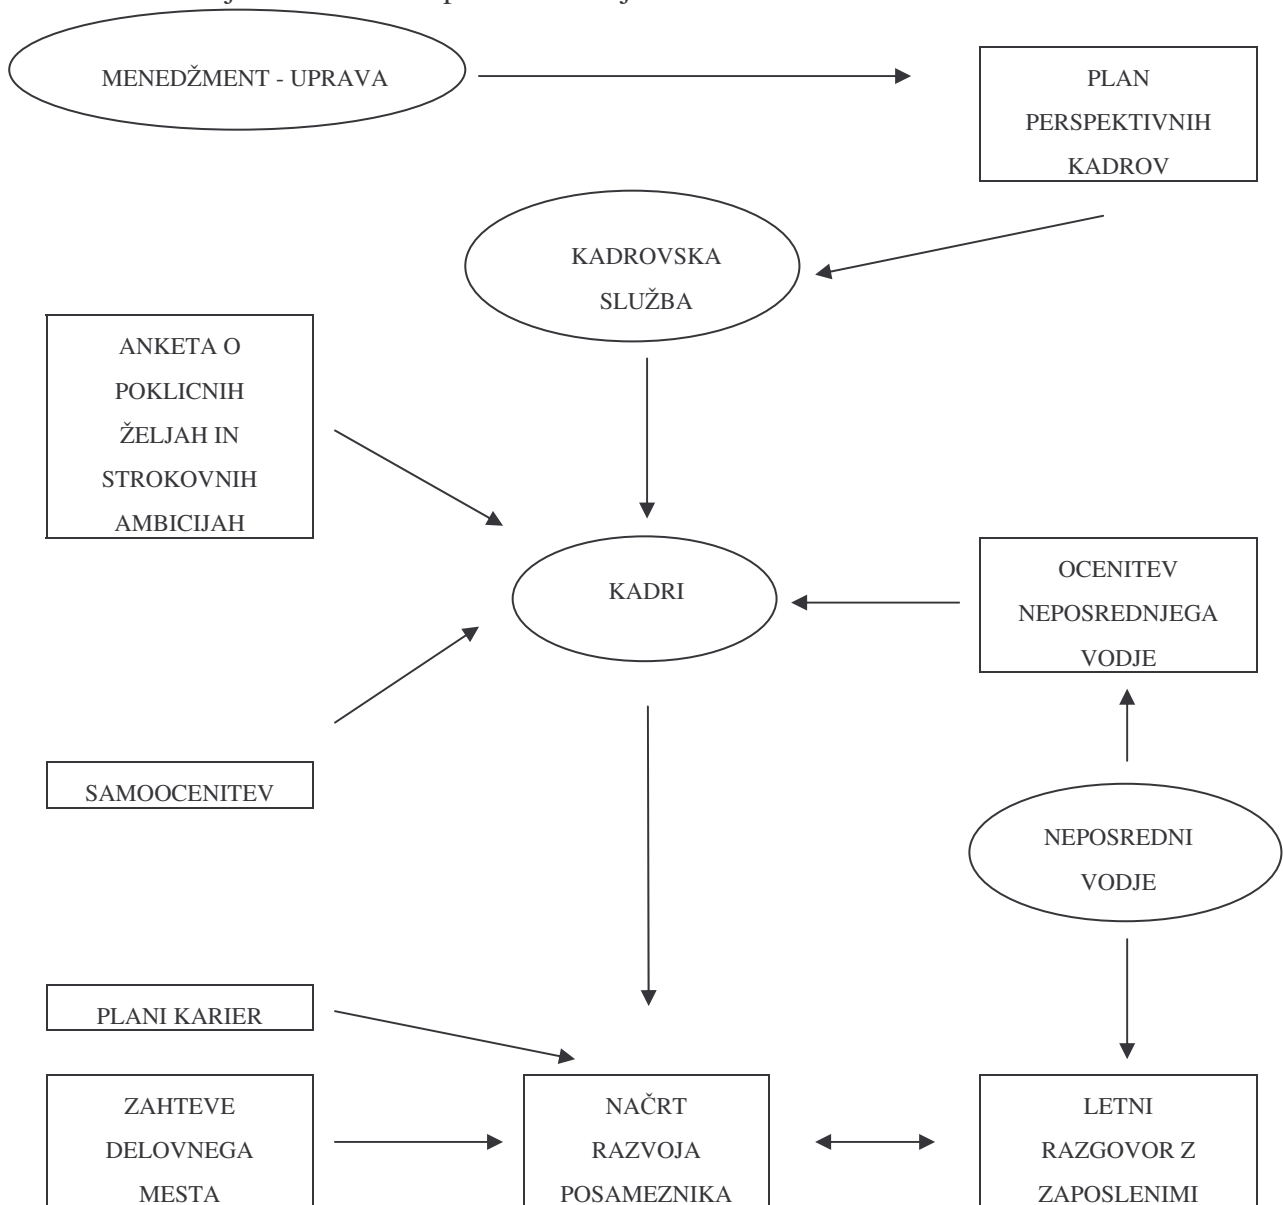 MENEDŽMENT - UPRAVA
PLAN
PERSPEKTIVNIH
KADROV
KADROVSKA
SLUŽBA
ANKETA O
POKLICNIH
ŽELJAH IN
STROKOVNIH
AMBICIJAH
KADRI
OCENITEV
NEPOSREDNJEGA
VODJE
SAMOOCENITEV
NEPOSREDNI
VODJE
PLANI KARIER
ZAHTEVE
DELOVNEGA
MESTA
NAČRT
RAZVOJA
POSAMEZNIKA
LETNI
RAZGOVOR Z
ZAPOSLENIMI